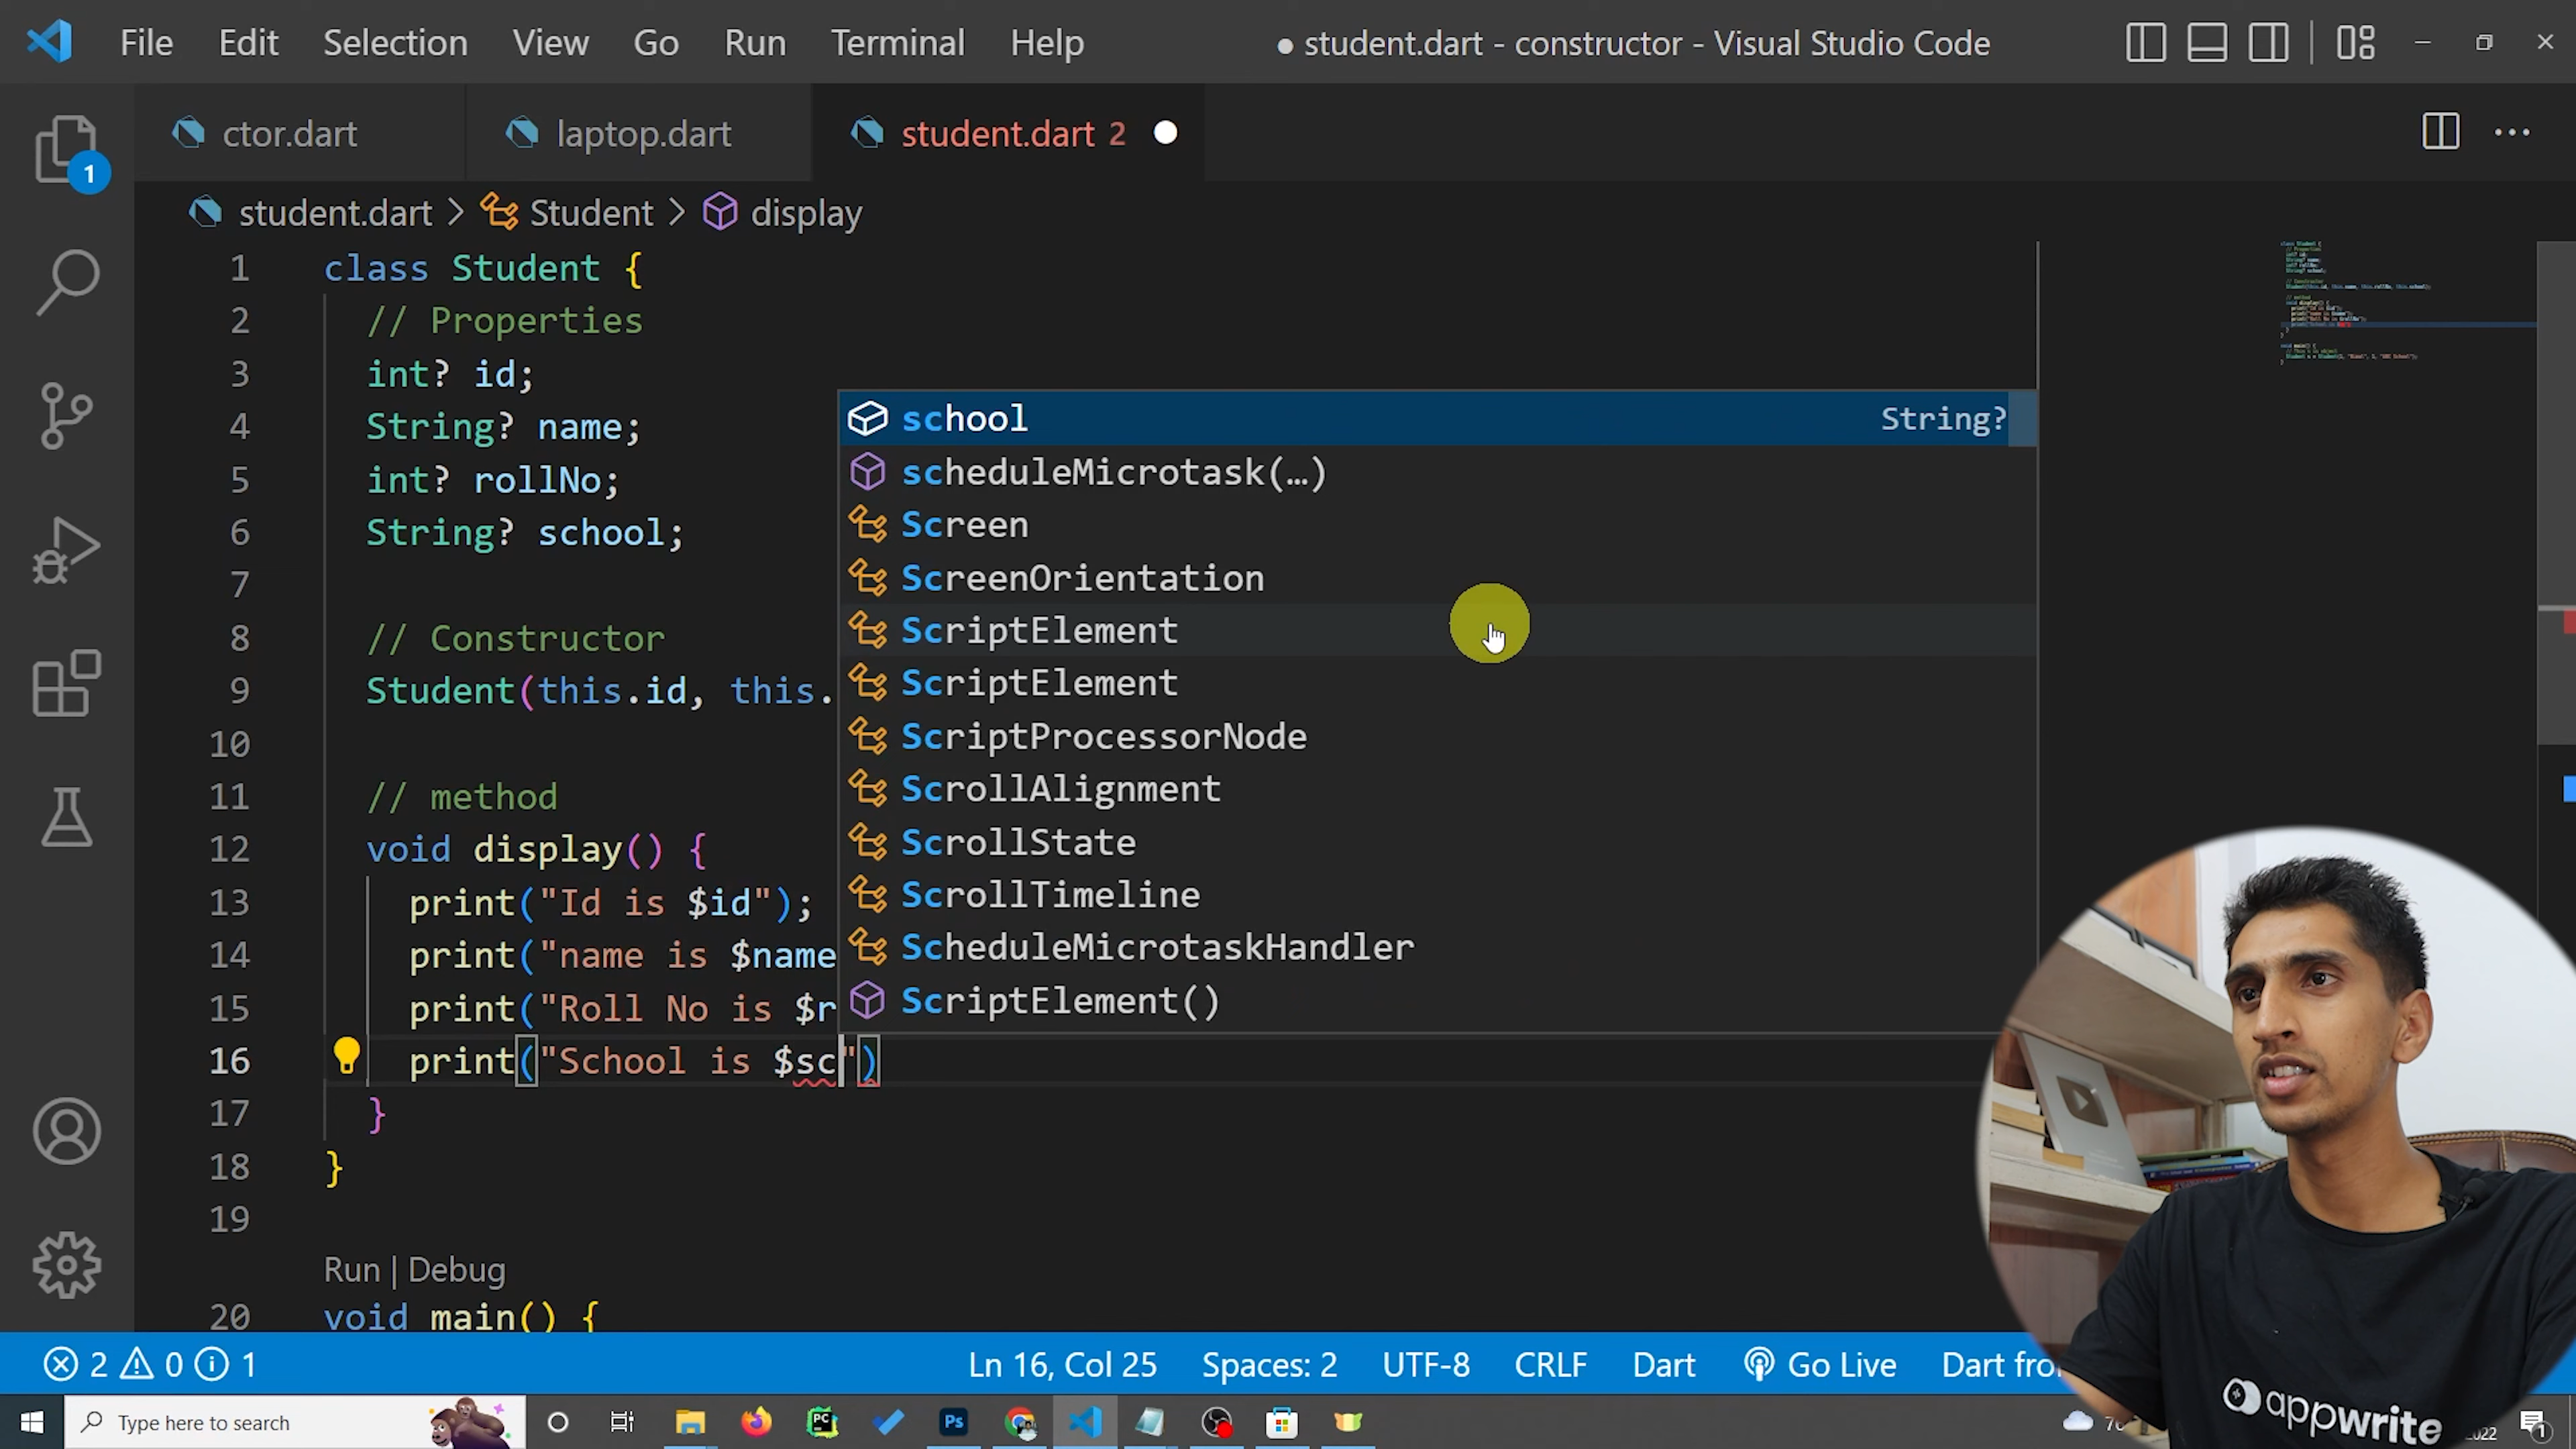 File Edit Selection View Go Run Terminal Help
● student.dart - constructor - Visual Studio Code
1
ctor.dart
laptop.dart
student.dart 2
student.dart > Student > display
1 class Student {
2 // Properties
3 int? id;
4 String? name;
5 int? rollNo;
6 String? school;
7
8 // Constructor
9 Student(this.id, this.
10
11 // method
12 void display() {
13 print("Id is $id");
14 print("name is $name
15 print("Roll No is $r
16 print("School is $sc")
17 }
18 }
19
Run | Debug
20 void main() {
school String?
scheduleMicrotask(…)
Screen
ScreenOrientation
ScriptElement
ScriptElement
ScriptProcessorNode
ScrollAlignment
ScrollState
ScrollTimeline
ScheduleMicrotaskHandler
ScriptElement()
2 0 1
Ln 16, Col 25 Spaces: 2 UTF-8 CRLF Dart Go Live
Type here to search
PC
Ps
appwrite
2022
1